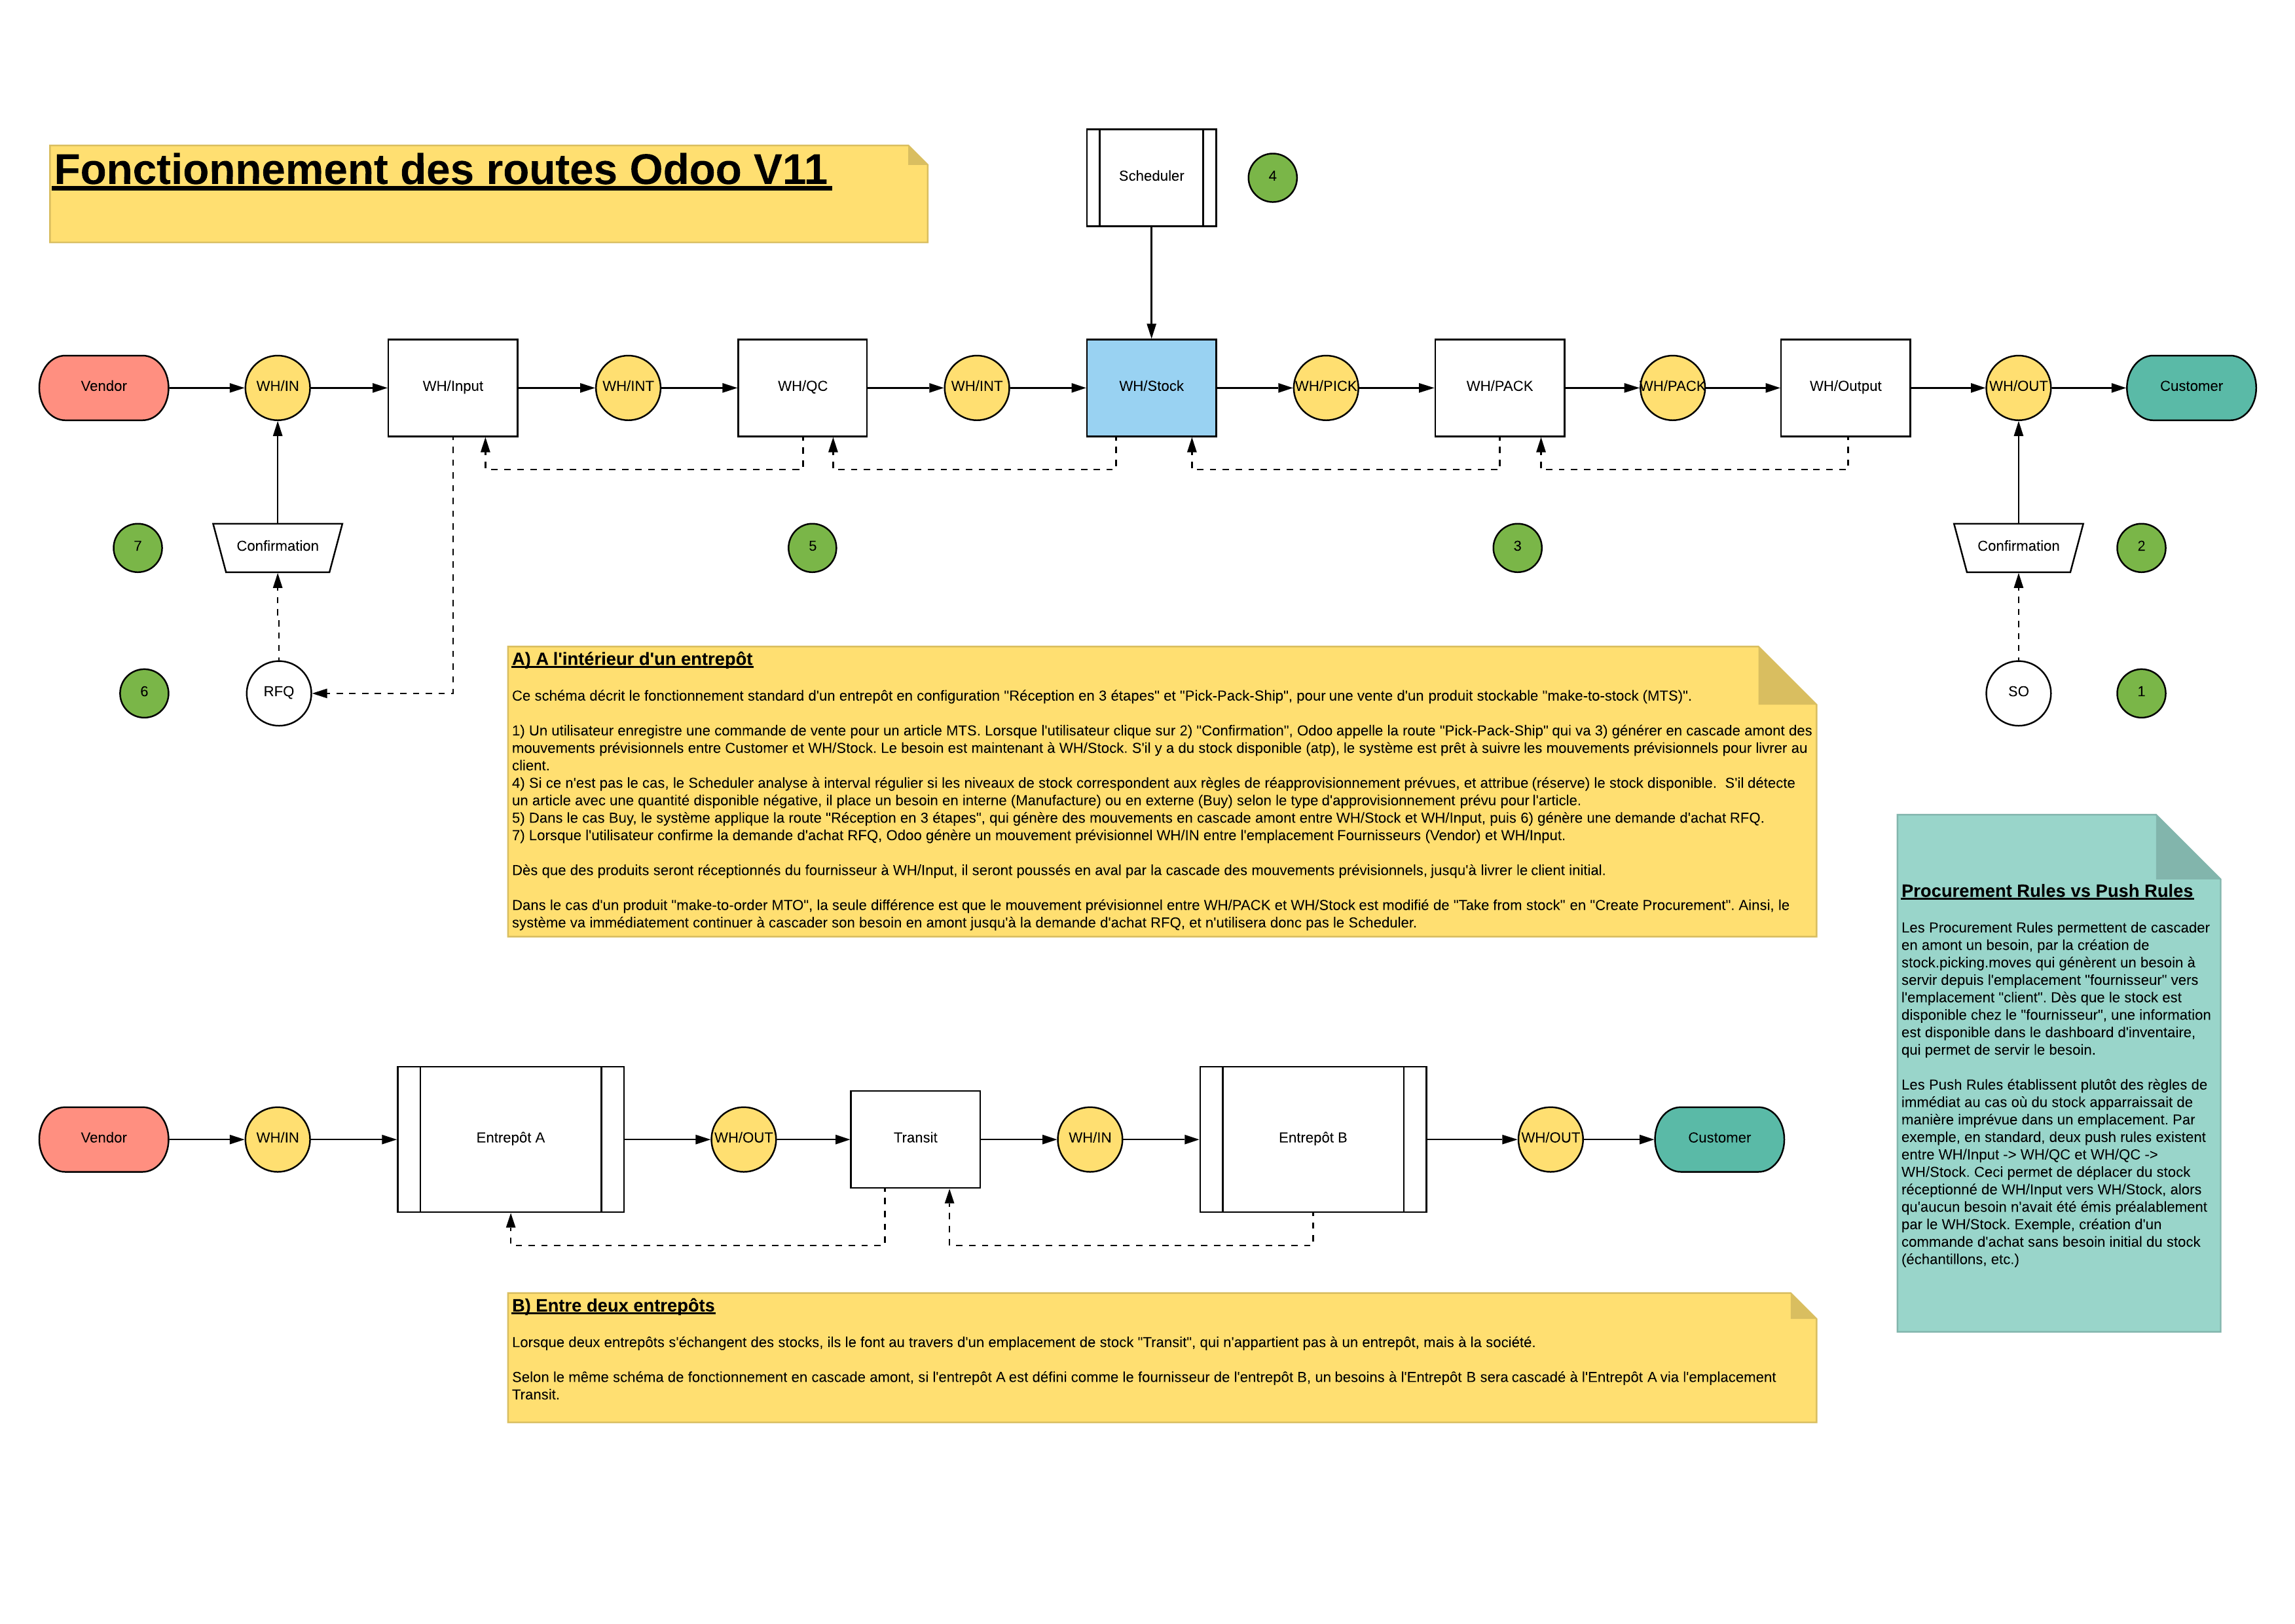 Fonctionnement des routes Odoo V11
Scheduler
4
Vendor
WH/IN
WH/Input
WH/INT
WH/QC
WH/INT
WH/Stock
WH/PICK
WH/PACK
WH/PACK
WH/Output
WH/OUT
Customer
7
Confirmation
5
3
Confirmation
2
6
RFQ
SO
1
A) A l'intérieur d'un entrepôt
Ce schéma décrit le fonctionnement standard d'un entrepôt en configuration "Réception en 3 étapes" et "Pick-Pack-Ship", pour une vente d'un produit stockable "make-to-stock (MTS)".
1) Un utilisateur enregistre une commande de vente pour un article MTS. Lorsque l'utilisateur clique sur 2) "Confirmation", Odoo appelle la route "Pick-Pack-Ship" qui va 3) générer en cascade amont des
mouvements prévisionnels entre Customer et WH/Stock. Le besoin est maintenant à WH/Stock. S'il y a du stock disponible (atp), le système est prêt à suivre les mouvements prévisionnels pour livrer au
client.
4) Si ce n'est pas le cas, le Scheduler analyse à interval régulier si les niveaux de stock correspondent aux règles de réapprovisionnement prévues, et attribue (réserve) le stock disponible.  S'il détecte
un article avec une quantité disponible négative, il place un besoin en interne (Manufacture) ou en externe (Buy) selon le type d'approvisionnement prévu pour l'article.
5) Dans le cas Buy, le système applique la route "Réception en 3 étapes", qui génère des mouvements en cascade amont entre WH/Stock et WH/Input, puis 6) génère une demande d'achat RFQ.
7) Lorsque l'utilisateur confirme la demande d'achat RFQ, Odoo génère un mouvement prévisionnel WH/IN entre l'emplacement Fournisseurs (Vendor) et WH/Input.
Dès que des produits seront réceptionnés du fournisseur à WH/Input, il seront poussés en aval par la cascade des mouvements prévisionnels, jusqu'à livrer le client initial.
Dans le cas d'un produit "make-to-order MTO", la seule différence est que le mouvement prévisionnel entre WH/PACK et WH/Stock est modifié de "Take from stock" en "Create Procurement". Ainsi, le
système va immédiatement continuer à cascader son besoin en amont jusqu'à la demande d'achat RFQ, et n'utilisera donc pas le Scheduler.
Procurement Rules vs Push Rules
Les Procurement Rules permettent de cascader
en amont un besoin, par la création de
stock.picking.moves qui génèrent un besoin à
servir depuis l'emplacement "fournisseur" vers
l'emplacement "client". Dès que le stock est
disponible chez le "fournisseur", une information
est disponible dans le dashboard d'inventaire,
qui permet de servir le besoin.
Les Push Rules établissent plutôt des règles de
immédiat au cas où du stock apparraissait de
manière imprévue dans un emplacement. Par
exemple, en standard, deux push rules existent
entre WH/Input -> WH/QC et WH/QC ->
WH/Stock. Ceci permet de déplacer du stock
réceptionné de WH/Input vers WH/Stock, alors
qu'aucun besoin n'avait été émis préalablement
par le WH/Stock. Exemple, création d'un
commande d'achat sans besoin initial du stock
(échantillons, etc.)
Vendor
WH/IN
Entrepôt A
WH/OUT
Transit
WH/IN
Entrepôt B
WH/OUT
Customer
B) Entre deux entrepôts
Lorsque deux entrepôts s'échangent des stocks, ils le font au travers d'un emplacement de stock "Transit", qui n'appartient pas à un entrepôt, mais à la société.
Selon le même schéma de fonctionnement en cascade amont, si l'entrepôt A est défini comme le fournisseur de l'entrepôt B, un besoins à l'Entrepôt B sera cascadé à l'Entrepôt A via l'emplacement
Transit.